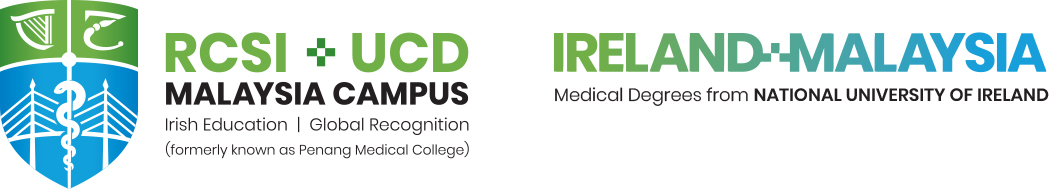 RCSI + UCD
MALAYSIA CAMPUS
Irish Education | Global Recognition
(formerly known as Penang Medical College)
IRELAND MALAYSIA
Medical Degrees from NATIONAL UNIVERSITY OF IRELAND